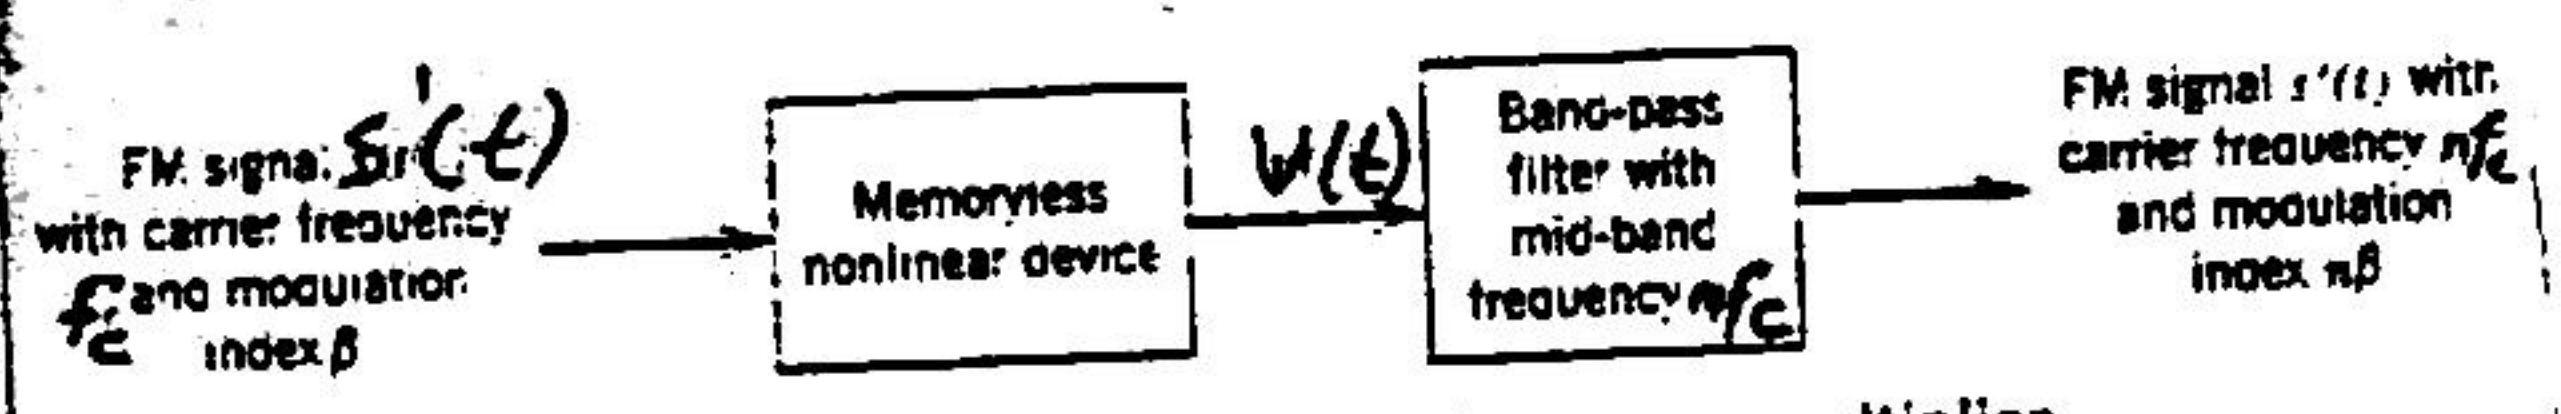 FM signal s'(t)
with carrier frequency
fc and modulation
index β
Memoryless
nonlinear device
v(t)
Band-pass
filter with
mid-band
frequency nfc
FM signal s'(t) with
carrier frequency nfc
and modulation
index nβ